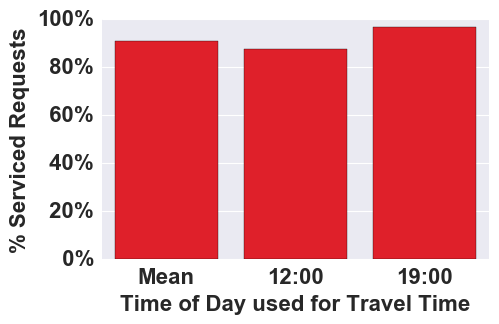 100%
80%
60%
40%
20%
0%
% Serviced Requests
Mean 12:00 19:00
Time of Day used for Travel Time